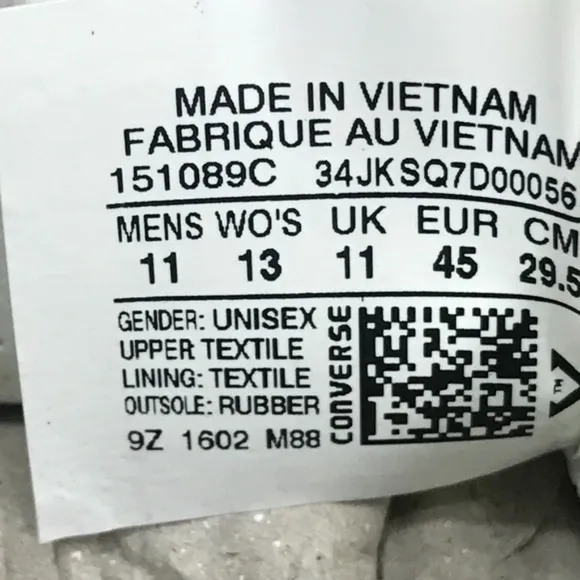 MADE IN VIETNAM
FABRIQUE AU VIETNAM
151089C 34JKSQ7D00056
MENS WO'S UK EUR CM
11 13 11 45 29.5
GENDER: UNISEX
UPPER TEXTILE
LINING: TEXTILE
OUTSOLE: RUBBER
9Z 1602 M88
CONVERSE
TM